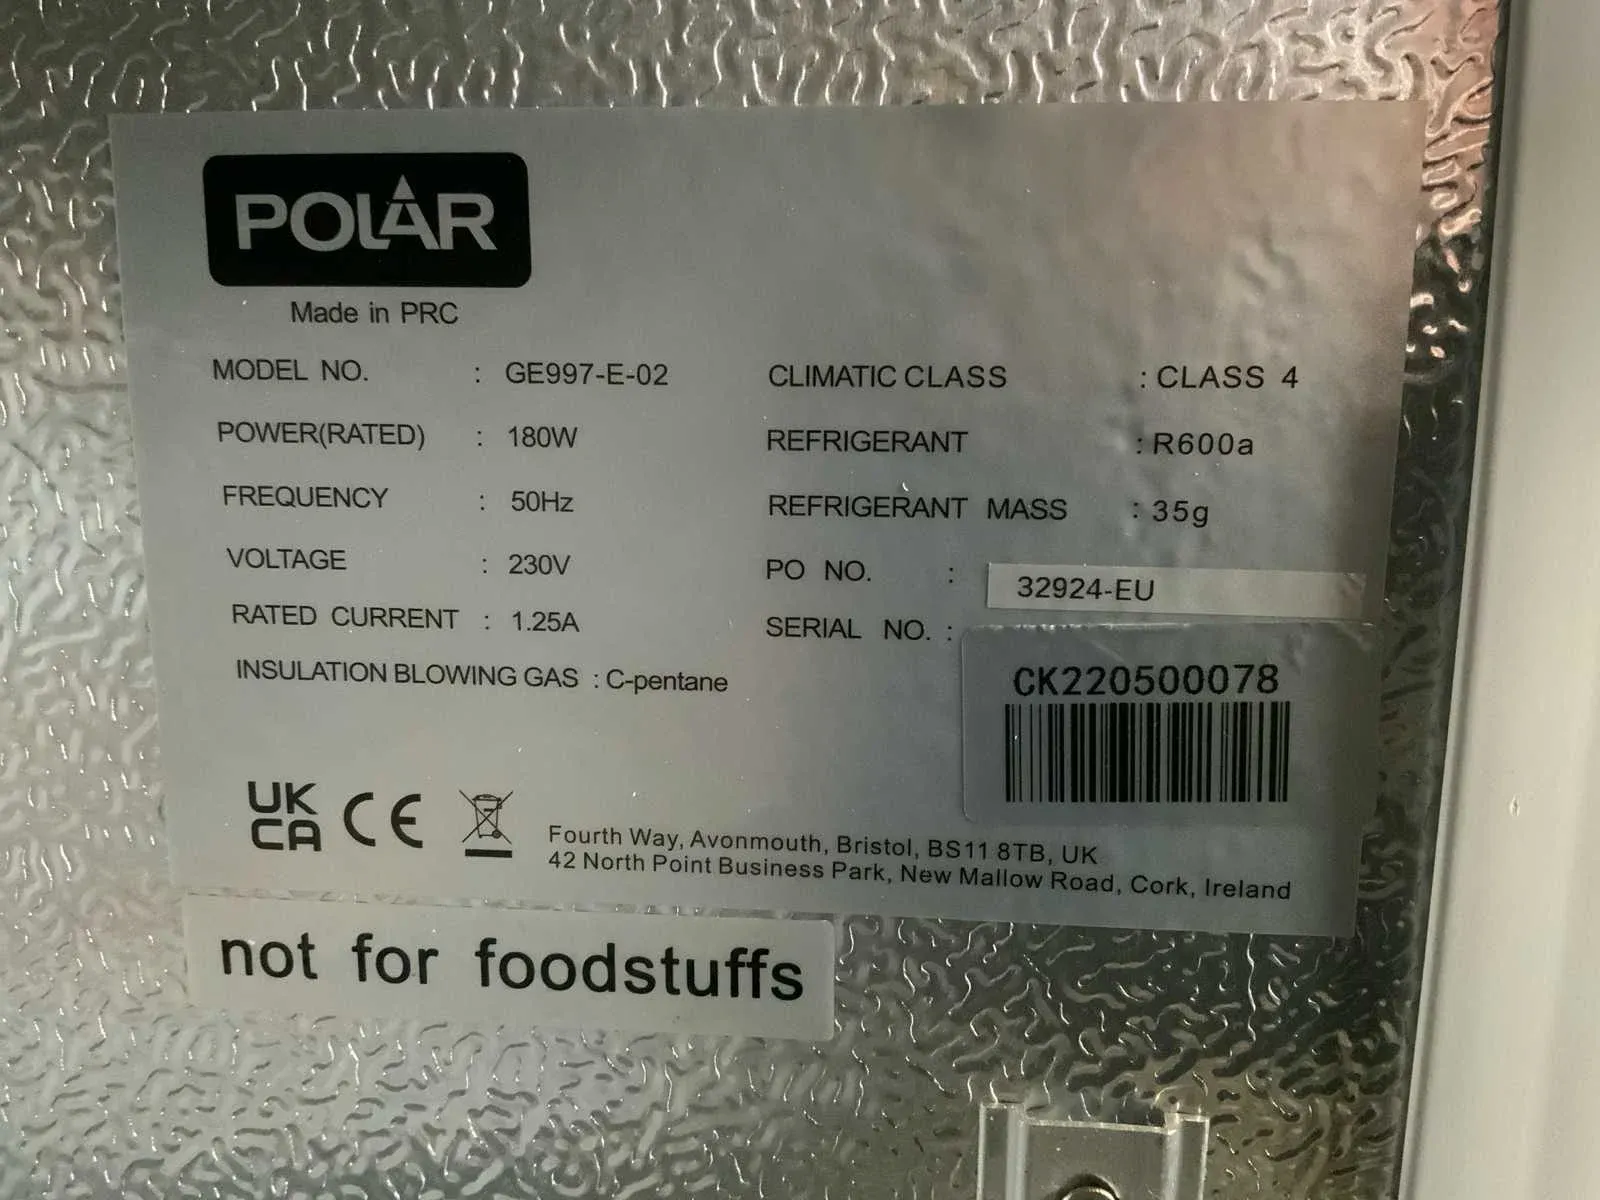 POLAR
Made in PRC
MODEL NO. : GE997-E-02
POWER(RATED) : 180W
FREQUENCY : 50Hz
VOLTAGE : 230V
RATED CURRENT : 1.25A
INSULATION BLOWING GAS : C-pentane
CLIMATIC CLASS : CLASS 4
REFRIGERANT : R600a
REFRIGERANT MASS : 35g
PO NO. : 32924-EU
SERIAL NO. :
CK220500078
UK
CA
CE
Fourth Way, Avonmouth, Bristol, BS11 8TB, UK
42 North Point Business Park, New Mallow Road, Cork, Ireland
not for foodstuffs